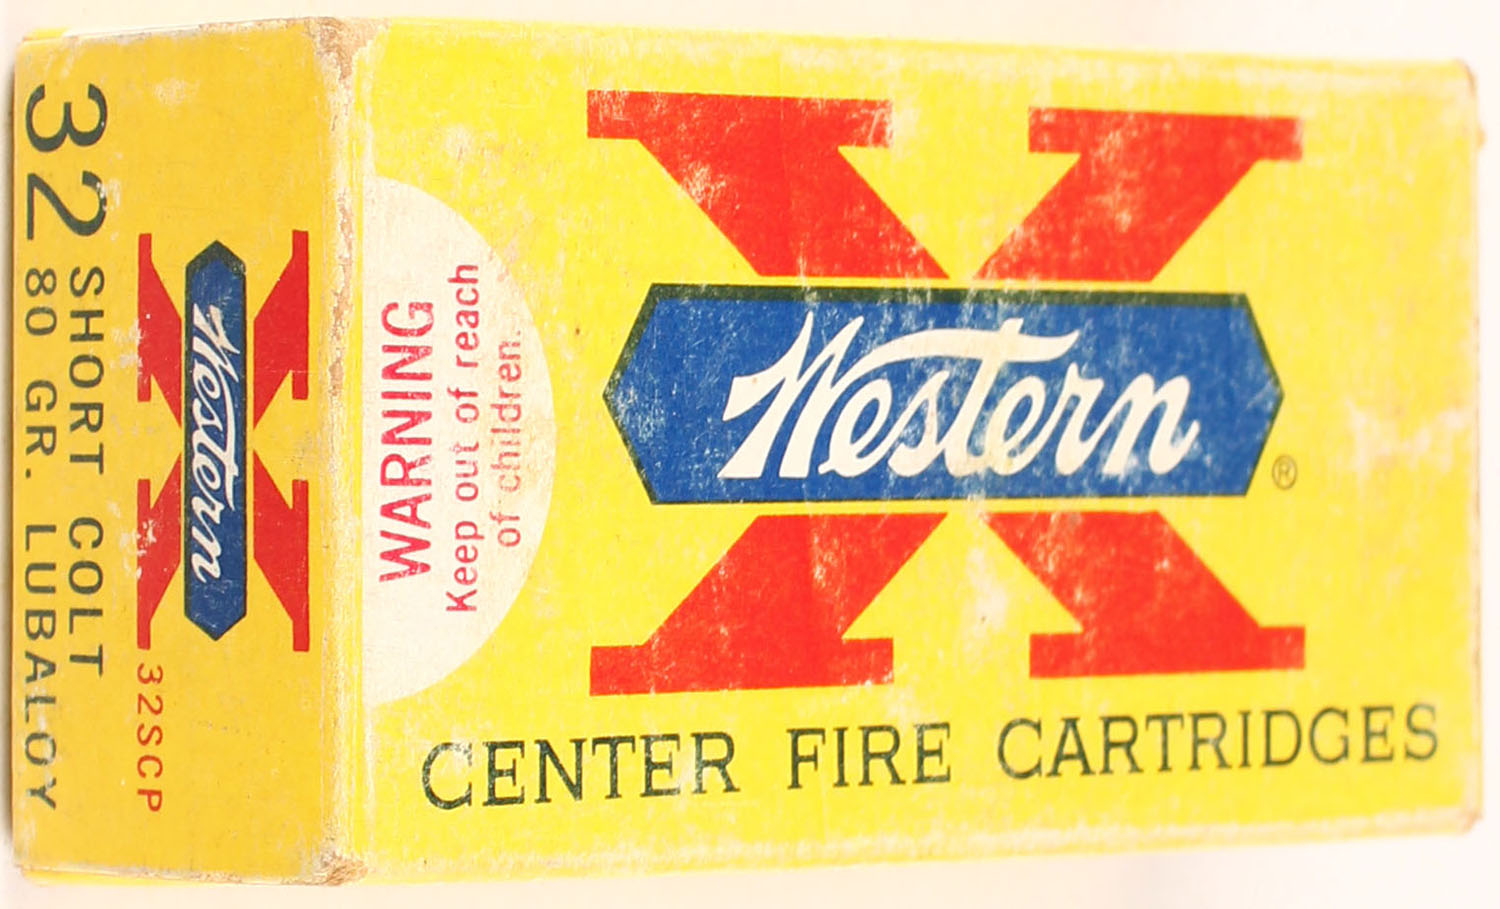 32 SHORT COLT
80 GR. LUBALOY
Western
X
32SCP
WARNING
Keep out of reach
of children.
Western
X
®
CENTER FIRE CARTRIDGES